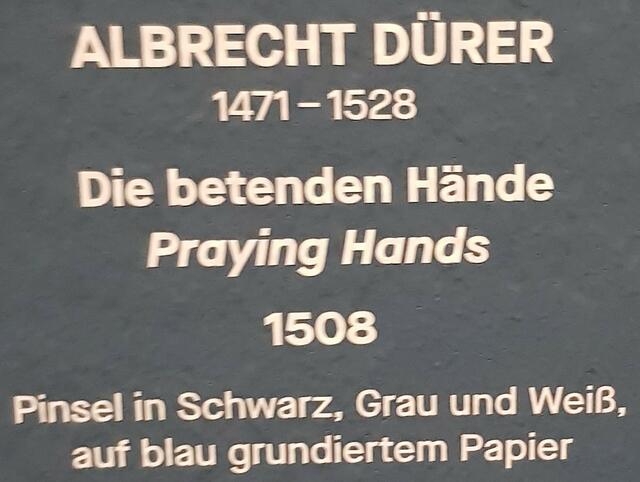 ALBRECHT DÜRER
1471 – 1528
Die betenden Hände
Praying Hands
1508
Pinsel in Schwarz, Grau und Weiß,
auf blau grundiertem Papier